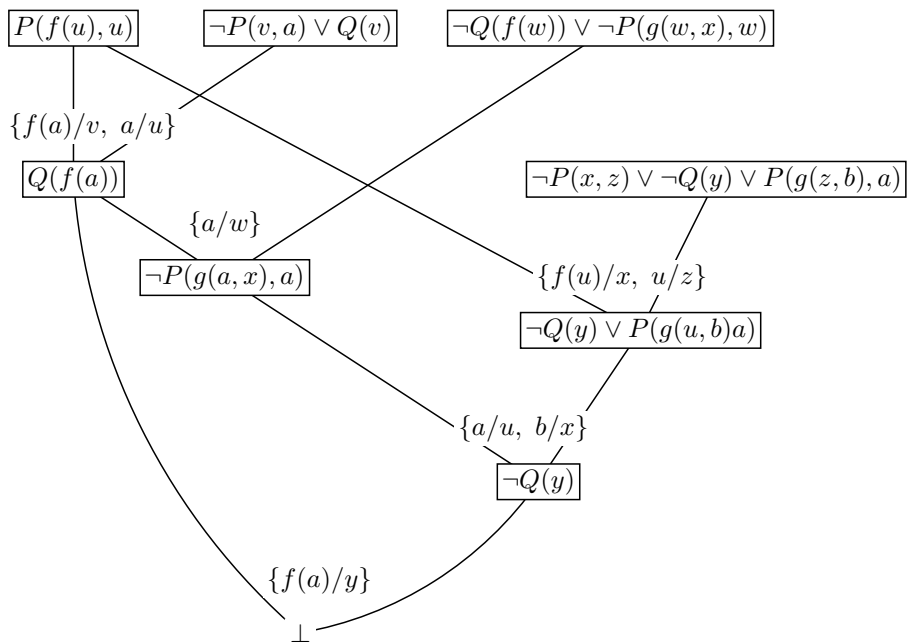 P(f(u), u)
¬P(v, a) ∨ Q(v)
¬Q(f(w)) ∨ ¬P(g(w, x), w)
{f(a)/v, a/u}
Q(f(a))
¬P(x, z) ∨ ¬Q(y) ∨ P(g(z, b), a)
{a/w}
¬P(g(a, x), a)
{f(u)/x, u/z}
¬Q(y) ∨ P(g(u, b)a)
{a/u, b/x}
¬Q(y)
{f(a)/y}
⊥